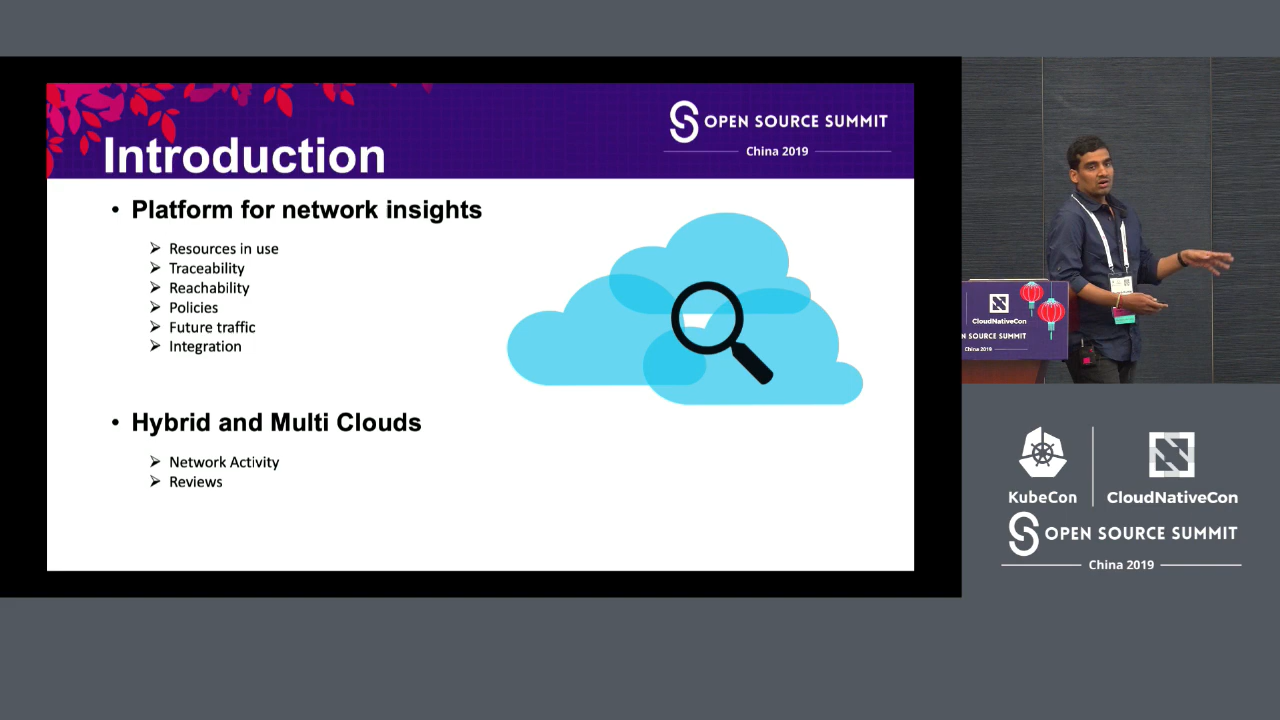 Introduction
OPEN SOURCE SUMMIT
China 2019
• Platform for network insights
➢ Resources in use
➢ Traceability
➢ Reachability
➢ Policies
➢ Future traffic
➢ Integration
• Hybrid and Multi Clouds
➢ Network Activity
➢ Reviews
CloudNativeCon
N SOURCE SUMMIT
China 2019
KubeCon
CloudNativeCon
OPEN SOURCE SUMMIT
China 2019